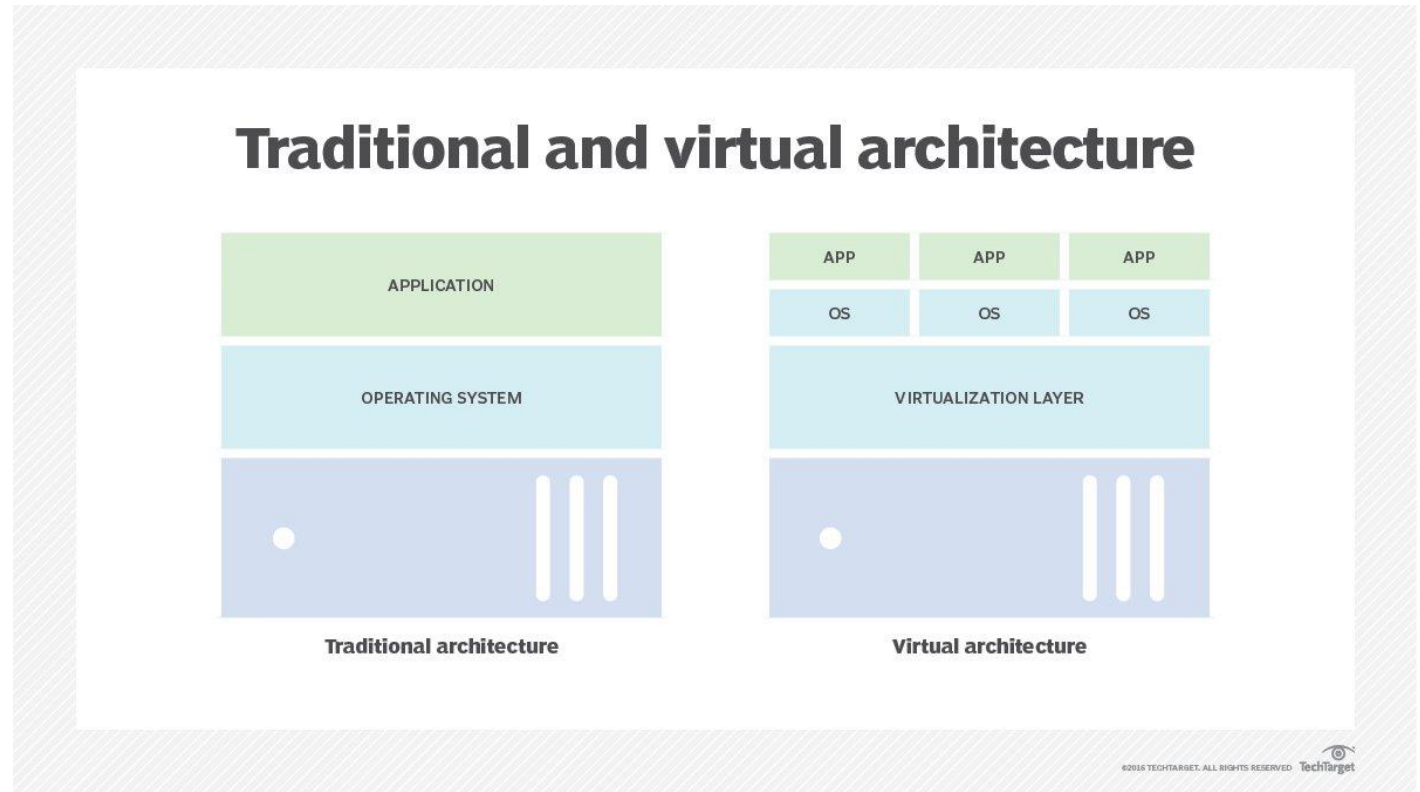 Traditional and virtual architecture
APPLICATION
OPERATING SYSTEM
Traditional architecture
APP APP APP
OS OS OS
VIRTUALIZATION LAYER
Virtual architecture
©2016 TECHTARGET. ALL RIGHTS RESERVED TechTarget